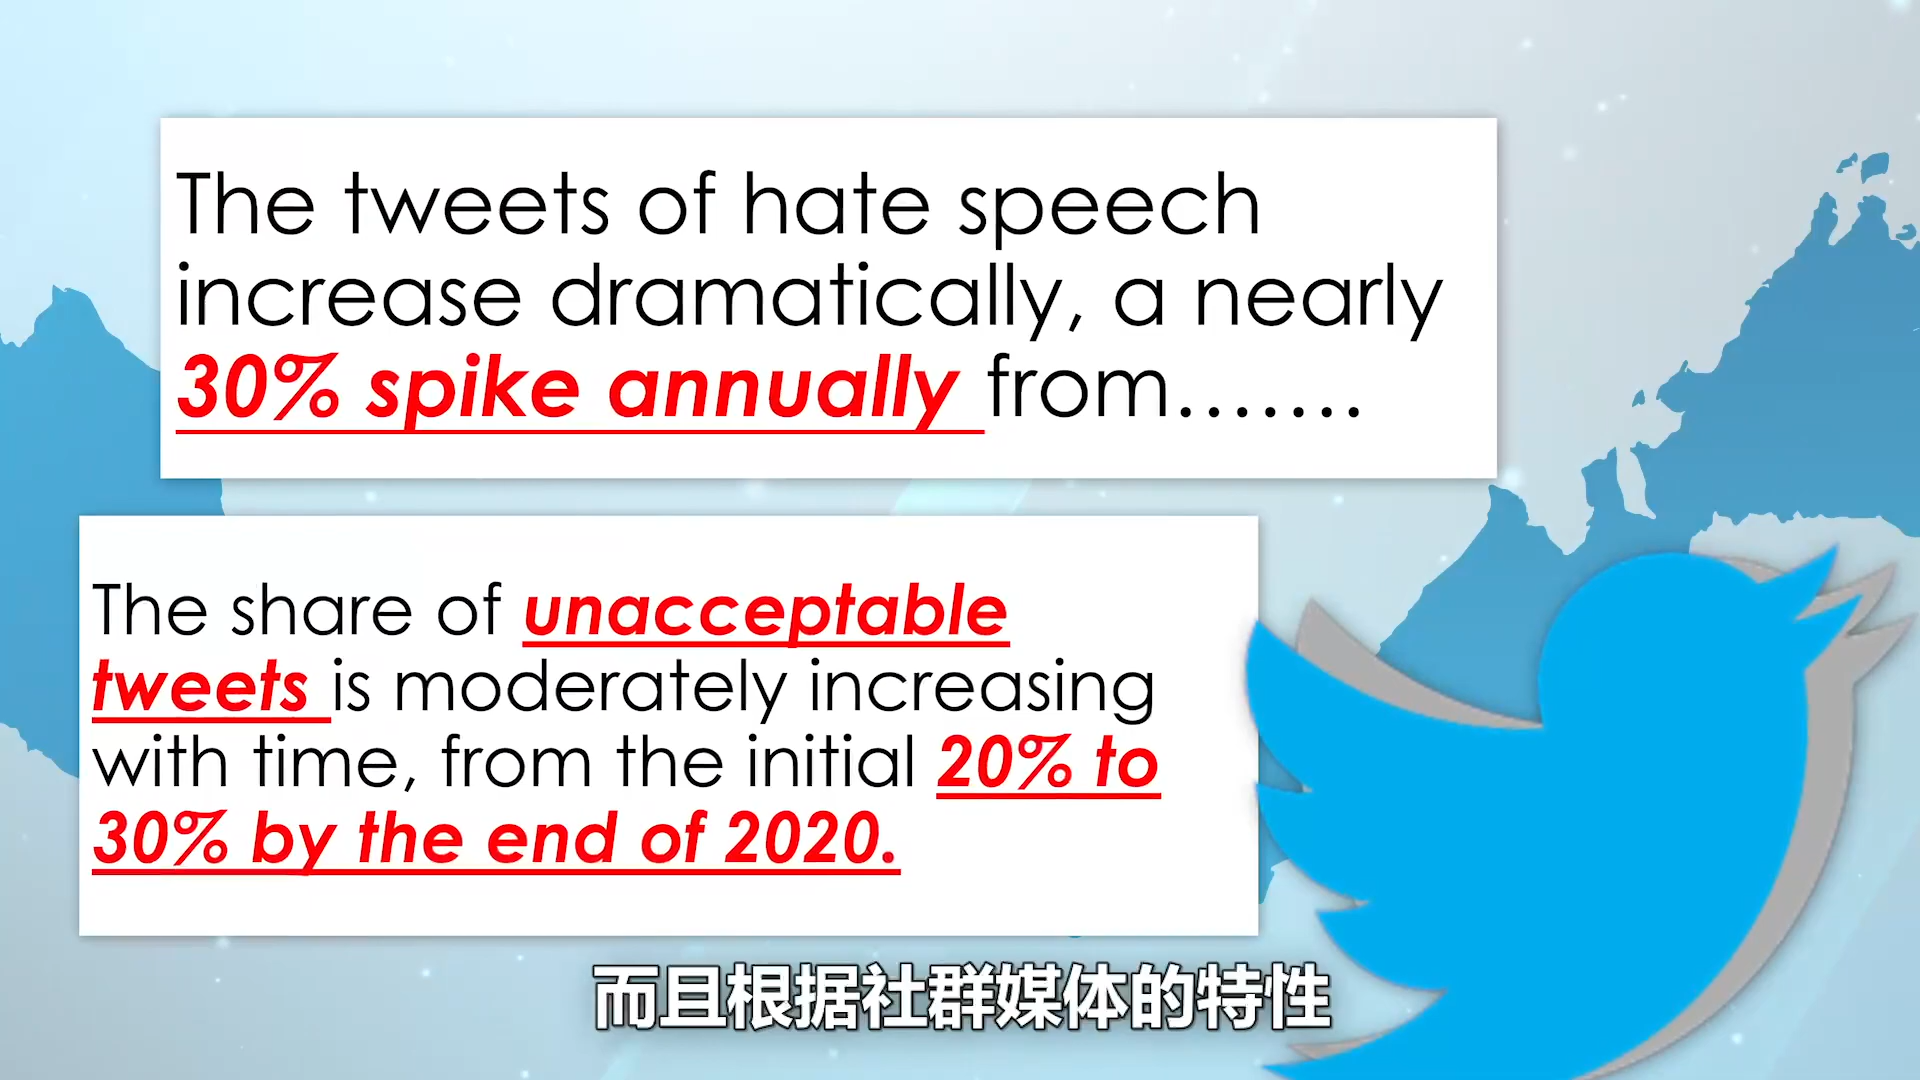 The tweets of hate speech
increase dramatically, a nearly
30% spike annually from.......
The share of unacceptable
tweets is moderately increasing
with time, from the initial 20% to
30% by the end of 2020.
而且根据社群媒体的特性